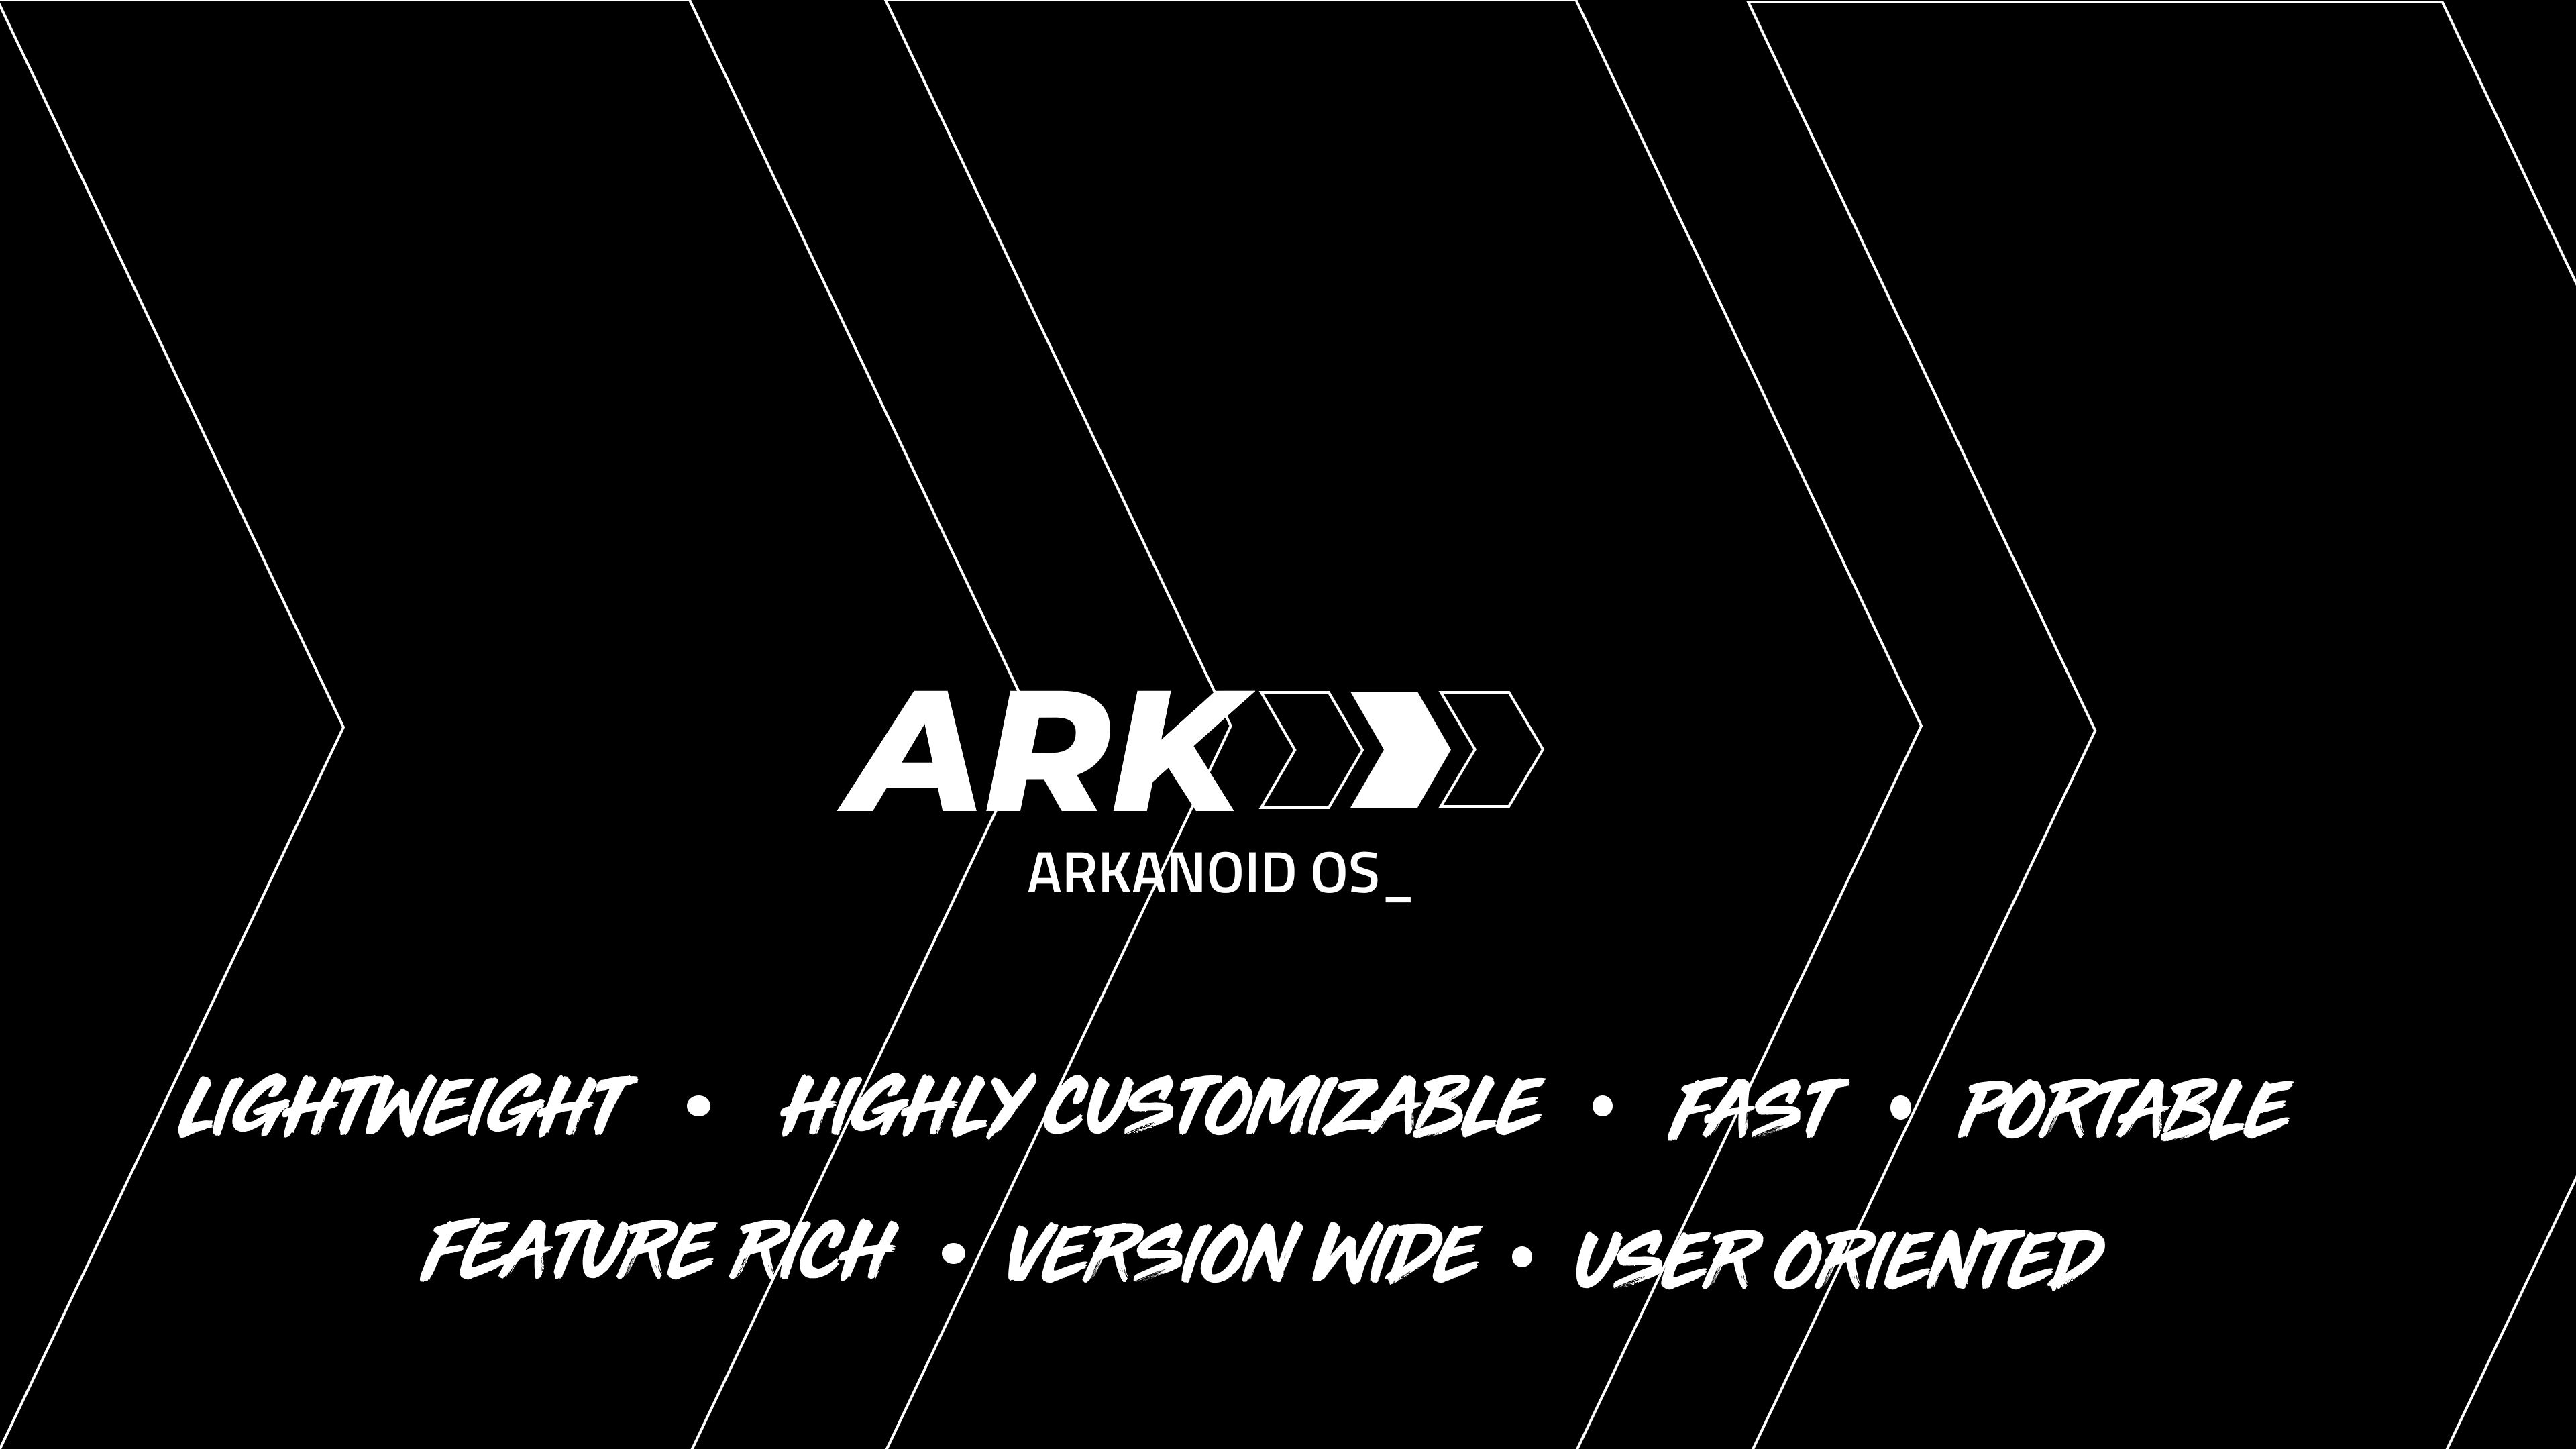 ARK
ARKANOID OS_
LIGHTWEIGHT • HIGHLY CUSTOMIZABLE • FAST • PORTABLE
FEATURE RICH • VERSION WIDE • USER ORIENTED